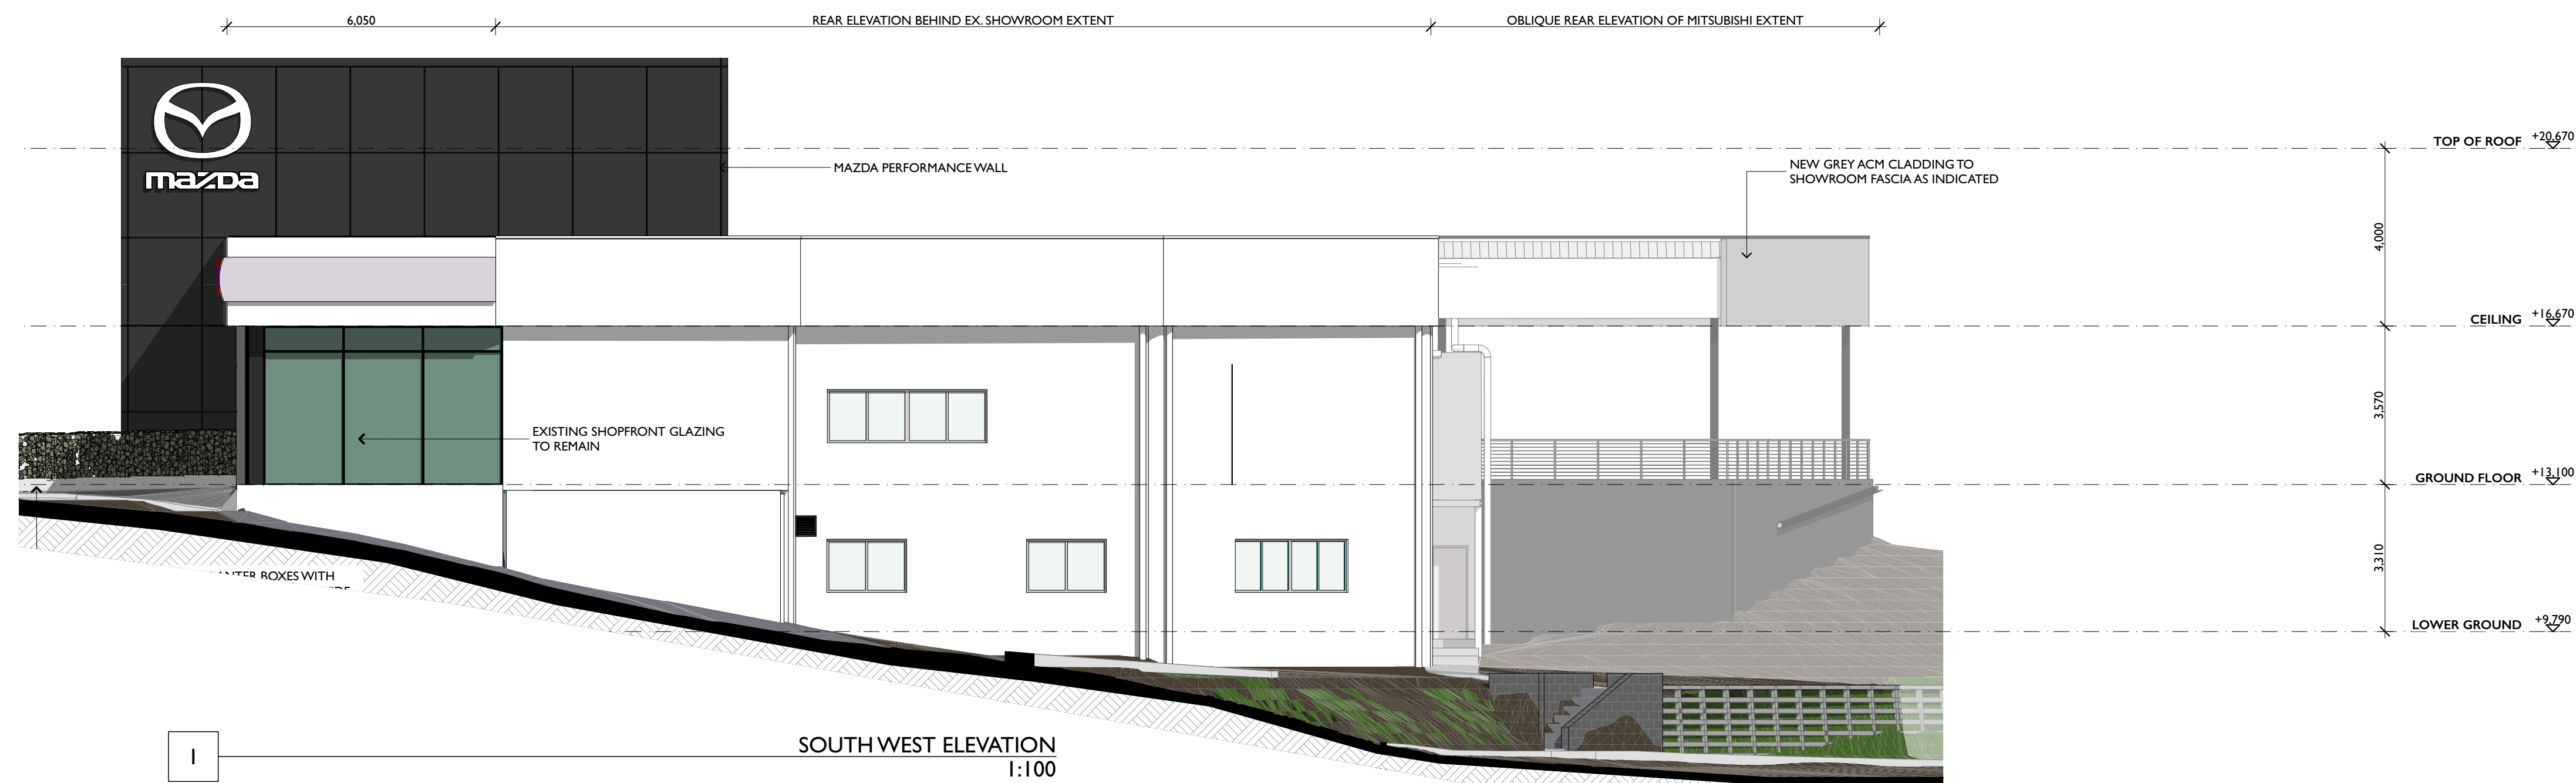 6,050
REAR ELEVATION BEHIND EX. SHOWROOM EXTENT
OBLIQUE REAR ELEVATION OF MITSUBISHI EXTENT
mazda
MAZDA PERFORMANCE WALL
NEW GREY ACM CLADDING TO
SHOWROOM FASCIA AS INDICATED
TOP OF ROOF +20,670
4,000
CEILING +16,670
3,570
EXISTING SHOPFRONT GLAZING
TO REMAIN
GROUND FLOOR +13,100
3,310
BOXES WITH
LOWER GROUND +9,790
1
SOUTH WEST ELEVATION
1:100